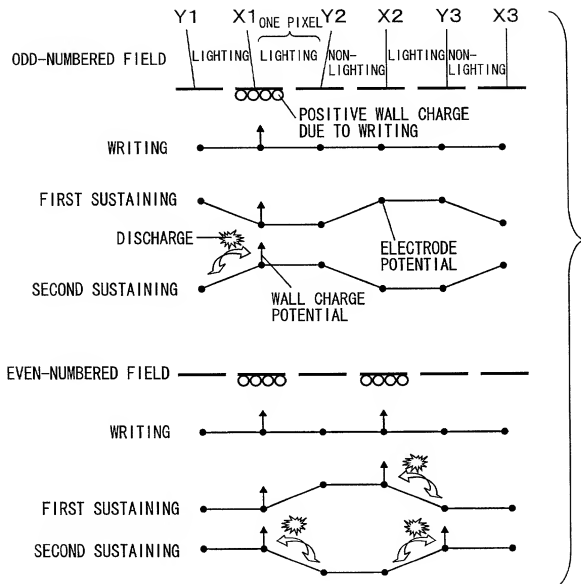 Y1 X1 ONE PIXEL Y2 X2 Y3 X3
ODD-NUMBERED FIELD LIGHTING LIGHTING NON-LIGHTING LIGHTING NON-LIGHTING
POSITIVE WALL CHARGE
DUE TO WRITING
WRITING
FIRST SUSTAINING
DISCHARGE
ELECTRODE
POTENTIAL
SECOND SUSTAINING
WALL CHARGE
POTENTIAL
EVEN-NUMBERED FIELD
WRITING
FIRST SUSTAINING
SECOND SUSTAINING